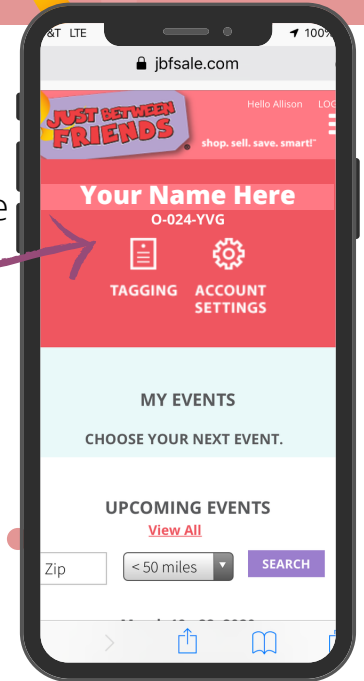 &T LTE 100%
jbfsale.com
Hello Allison LOG
JUST BETWEEN
FRIENDS
shop. sell. save. smart!™
e
Your Name Here
O-024-YVG
TAGGING ACCOUNT
SETTINGS
MY EVENTS
CHOOSE YOUR NEXT EVENT.
UPCOMING EVENTS
View All
Zip < 50 miles SEARCH